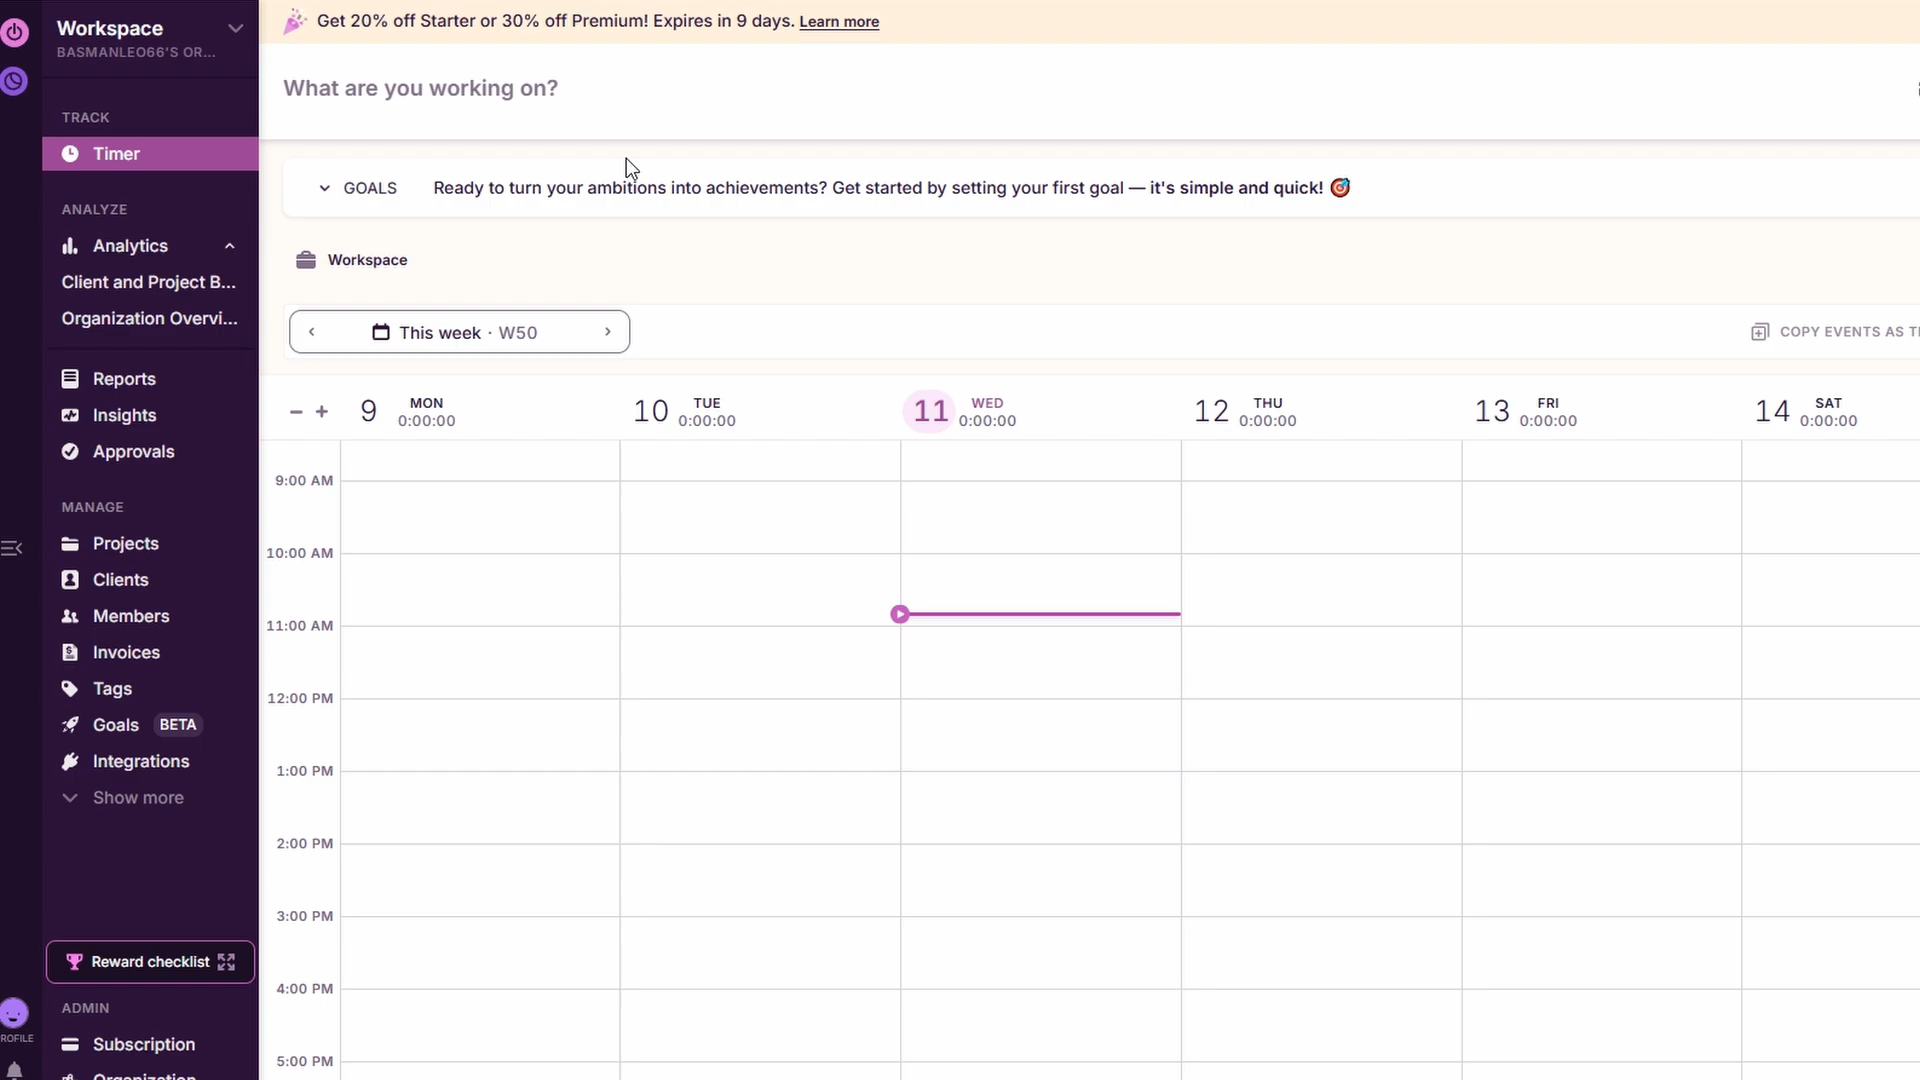 Get 20% off Starter or 30% off Premium! Expires in 9 days. Learn more
Workspace
BASMANLEO66'S OR...
TRACK
Timer
ANALYZE
Analytics
Client and Project B...
Organization Overvi...
Reports
Insights
Approvals
MANAGE
Projects
Clients
Members
Invoices
Tags
Goals BETA
Integrations
Show more
Reward checklist
ADMIN
Subscription
Organization
ROFILE
What are you working on?
GOALS Ready to turn your ambitions into achievements? Get started by setting your first goal — it's simple and quick! 🎯
Workspace
This week · W50
COPY EVENTS AS
− + 9 MON 0:00:00 10 TUE 0:00:00 11 WED 0:00:00 12 THU 0:00:00 13 FRI 0:00:00 14 SAT 0:00:00
9:00 AM
10:00 AM
11:00 AM
12:00 PM
1:00 PM
2:00 PM
3:00 PM
4:00 PM
5:00 PM